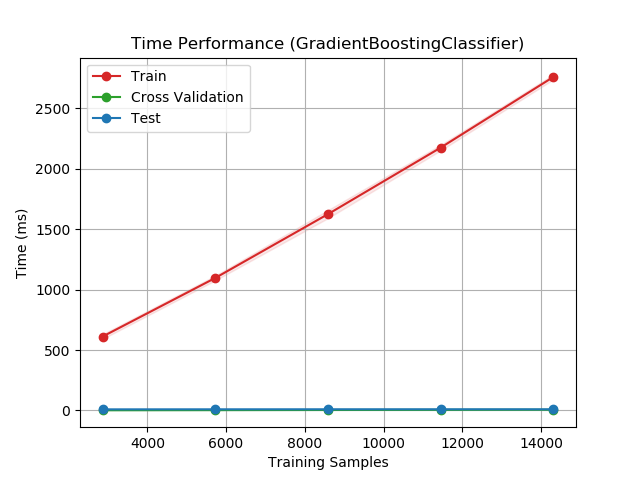 Time Performance (GradientBoostingClassifier)
Train
Cross Validation
Test
Time (ms)
2500
2000
1500
1000
500
0
4000 6000 8000 10000 12000 14000
Training Samples